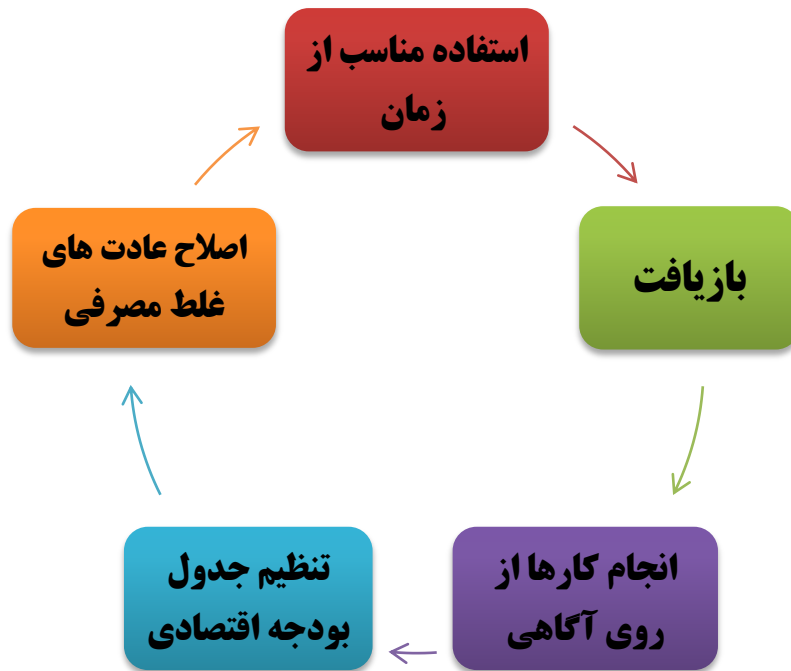 استفاده مناسب از
زمان
بازیافت
انجام کارها از
روی آگاهی
تنظیم جدول
بودجه اقتصادی
اصلاح عادت های
غلط مصرفی